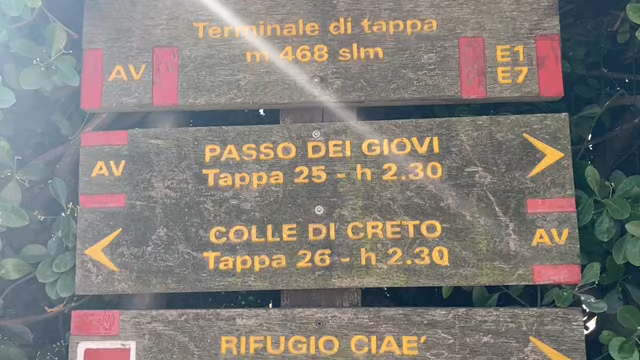 Terminale di tappa
m 468 slm
AV
E1
E7
PASSO DEI GIOVI
AV
Tappa 25 - h 2.30
COLLE DI CRETO
AV
Tappa 26 - h 2.30
RIFUGIO CIAE'